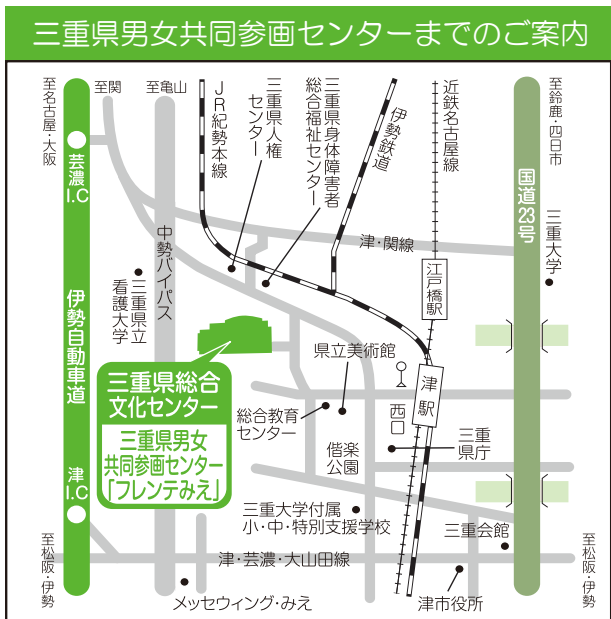 三重県男女共同参画センターまでのご案内
至名古屋・大阪
至関
至亀山
JR紀勢本線
三重県人権
センター
三重県身体障害者
総合福祉センター
伊勢鉄道
近鉄名古屋線
至鈴鹿・四日市
芸濃
I.C
国道23号
三重大学
津・関線
中勢バイパス
江戸橋駅
三重県立
看護大学
伊勢自動車道
県立美術館
津駅
三重県総合
文化センター
西口
総合教育
センター
三重県男女
共同参画センター
「フレンテみえ」
偕楽
公園
三重
県庁
津
I.C
三重大学付属
小・中・特別支援学校
三重会館
至松阪・伊勢
津・芸濃・大山田線
至松阪・伊勢
メッセウィング・みえ
津市役所